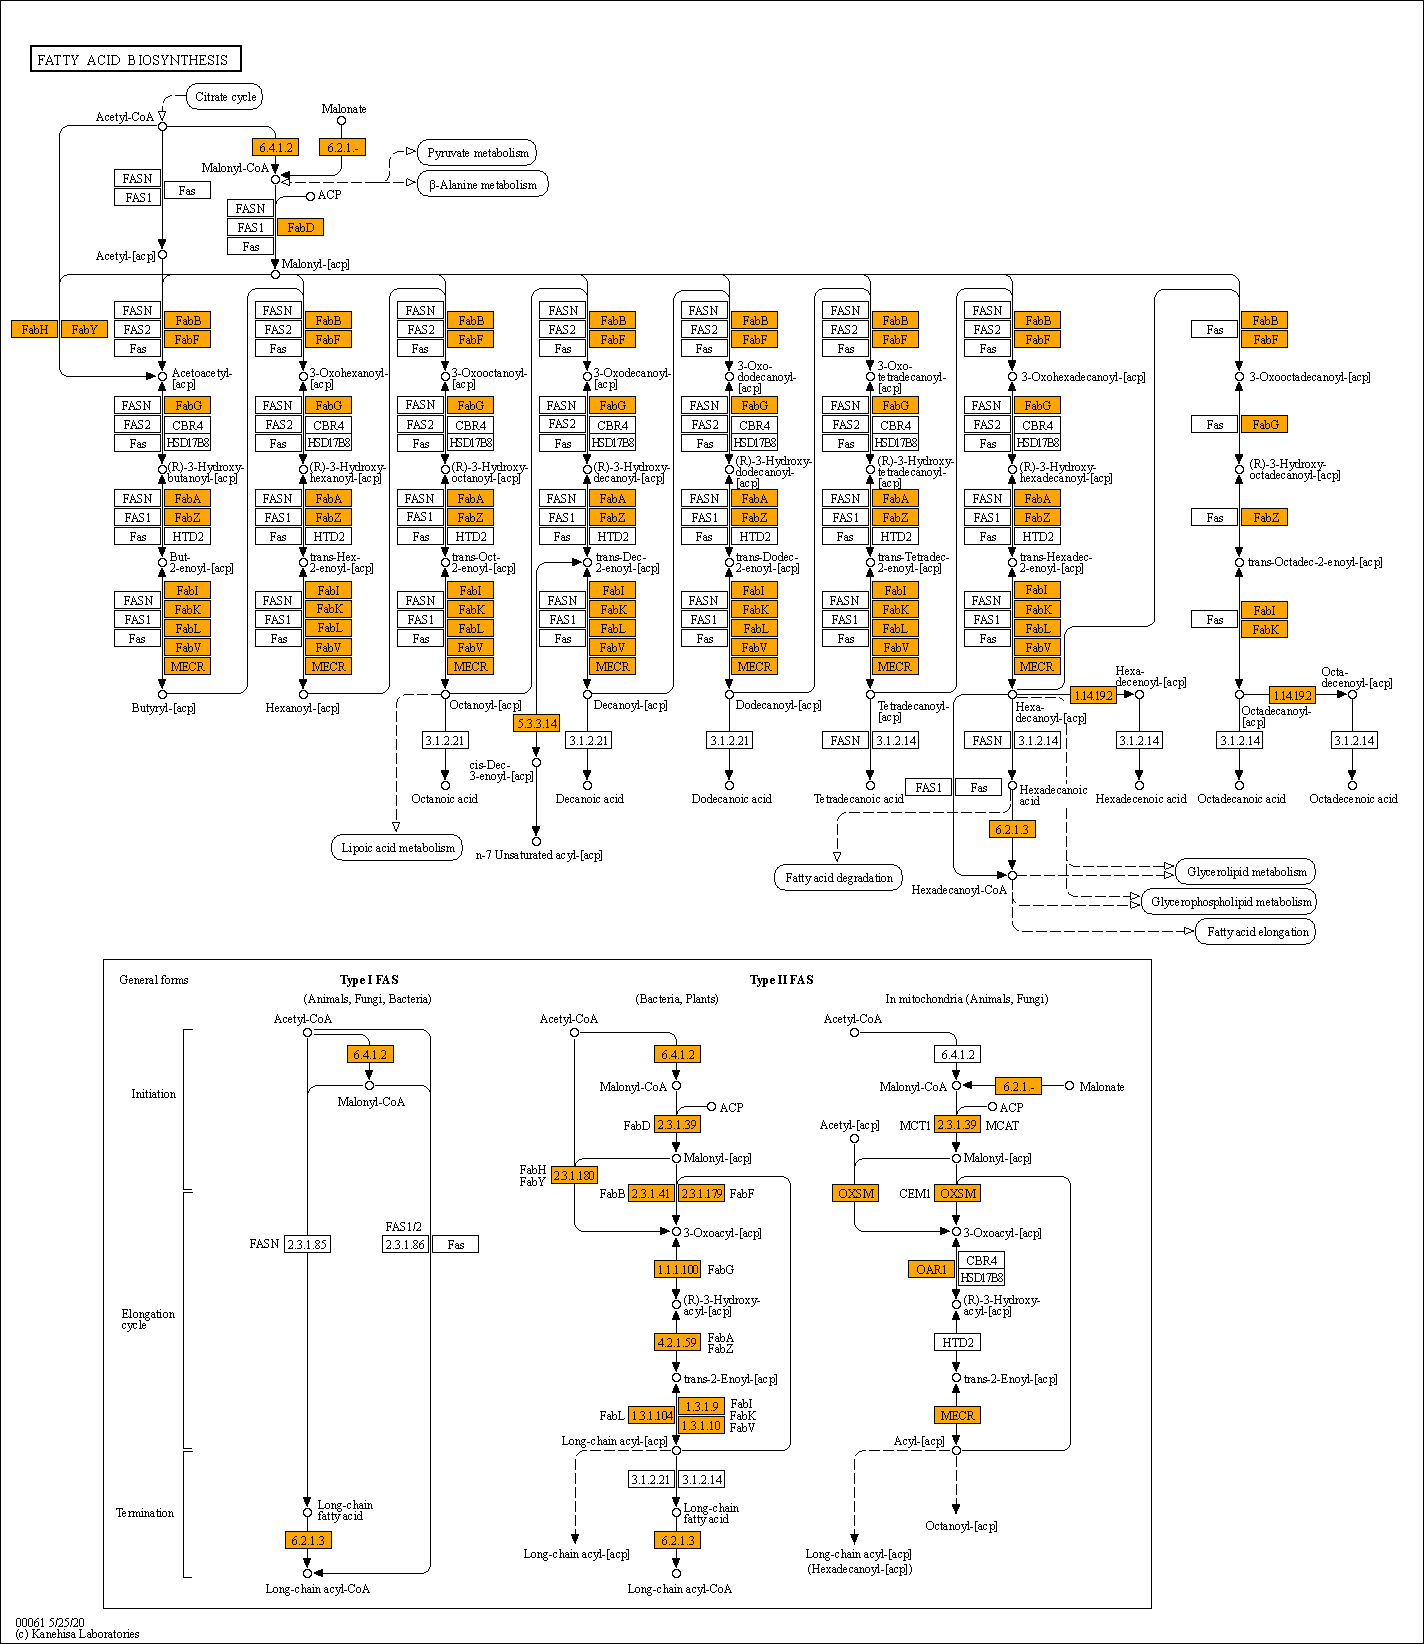 FATTY ACID BIOSYNTHESIS
Citrate cycle
Acetyl-CoA
Malonate
6.4.1.2
6.2.1.-
Pyruvate metabolism
Malonyl-CoA
β-Alanine metabolism
FASN
FAS1
Fas
ACP
FASN
FAS1
Fas
FabD
Acetyl-[acp]
Malonyl-[acp]
FabH
FabY
FASN
FAS2
Fas
FabB
FabF
FASN
FAS2
Fas
FabB
FabF
FASN
FAS2
Fas
FabB
FabF
FASN
FAS2
Fas
FabB
FabF
FASN
FAS2
Fas
FabB
FabF
FASN
FAS2
Fas
FabB
FabF
FASN
FAS2
Fas
FabB
FabF
Fas
FabB
FabF
Acetoacetyl-
[acp]
3-Oxohexanoyl-
[acp]
3-Oxooctanoyl-
[acp]
3-Oxodecanoyl-
[acp]
3-Oxo-
dodecanoyl-
[acp]
3-Oxo-
tetradecanoyl-
[acp]
3-Oxohexadecanoyl-[acp]
3-Oxooctadecanoyl-[acp]
FASN
FAS2
Fas
FabG
CBR4
HSD17B8
FASN
FAS2
Fas
FabG
CBR4
HSD17B8
FASN
FAS2
Fas
FabG
CBR4
HSD17B8
FASN
FAS2
Fas
FabG
CBR4
HSD17B8
FASN
FAS2
Fas
FabG
CBR4
HSD17B8
FASN
FAS2
Fas
FabG
CBR4
HSD17B8
FASN
FAS2
Fas
FabG
CBR4
HSD17B8
Fas
FabG
(R)-3-Hydroxy-
butanoyl-[acp]
(R)-3-Hydroxy-
hexanoyl-[acp]
(R)-3-Hydroxy-
octanoyl-[acp]
(R)-3-Hydroxy-
decanoyl-[acp]
(R)-3-Hydroxy-
dodecanoyl-
[acp]
(R)-3-Hydroxy-
tetradecanoyl-
[acp]
(R)-3-Hydroxy-
hexadecanoyl-[acp]
(R)-3-Hydroxy-
octadecanoyl-[acp]
FASN
FAS1
Fas
FabA
FabZ
HTD2
FASN
FAS1
Fas
FabA
FabZ
HTD2
FASN
FAS1
Fas
FabA
FabZ
HTD2
FASN
FAS1
Fas
FabA
FabZ
HTD2
FASN
FAS1
Fas
FabA
FabZ
HTD2
FASN
FAS1
Fas
FabA
FabZ
HTD2
FASN
FAS1
Fas
FabA
FabZ
HTD2
Fas
FabZ
But-
2-enoyl-[acp]
trans-Hex-
2-enoyl-[acp]
trans-Oct-
2-enoyl-[acp]
trans-Dec-
2-enoyl-[acp]
trans-Dodec-
2-enoyl-[acp]
trans-Tetradec-
2-enoyl-[acp]
trans-Hexadec-
2-enoyl-[acp]
trans-Octadec-2-enoyl-[acp]
FASN
FAS1
Fas
FabI
FabK
FabL
FabV
MECR
FASN
FAS1
Fas
FabI
FabK
FabL
FabV
MECR
FASN
FAS1
Fas
FabI
FabK
FabL
FabV
MECR
FASN
FAS1
Fas
FabI
FabK
FabL
FabV
MECR
FASN
FAS1
Fas
FabI
FabK
FabL
FabV
MECR
FASN
FAS1
Fas
FabI
FabK
FabL
FabV
MECR
FASN
FAS1
Fas
FabI
FabK
FabL
FabV
MECR
Fas
FabI
FabK
Butyryl-[acp]
Hexanoyl-[acp]
Octanoyl-[acp]
Decanoyl-[acp]
Dodecanoyl-[acp]
Tetradecanoyl-
[acp]
Hexa-
decanoyl-[acp]
1.14.19.2
Hexa-
decenoyl-[acp]
Octadecanoyl-
[acp]
1.14.19.2
Octa-
decenoyl-[acp]
5.3.3.14
3.1.2.21
3.1.2.21
3.1.2.21
FASN
3.1.2.14
FASN
3.1.2.14
3.1.2.14
3.1.2.14
3.1.2.14
cis-Dec-
3-enoyl-[acp]
FAS1
Fas
Octanoic acid
Decanoic acid
Dodecanoic acid
Tetradecanoic acid
Hexadecanoic
acid
Hexadecenoic acid
Octadecanoic acid
Octadecenoic acid
6.2.1.3
Lipoic acid metabolism
n-7 Unsaturated acyl-[acp]
Fatty acid degradation
Hexadecanoyl-CoA
Glycerolipid metabolism
Glycerophospholipid metabolism
Fatty acid elongation
General forms
Type I FAS
Type II FAS
(Animals, Fungi, Bacteria)
(Bacteria, Plants)
In mitochondria (Animals, Fungi)
Initiation
Elongation
cycle
Termination
Acetyl-CoA
6.4.1.2
Malonyl-CoA
FASN
2.3.1.85
FAS1/2
2.3.1.86
Fas
Long-chain
fatty acid
6.2.1.3
Long-chain acyl-CoA
Acetyl-CoA
6.4.1.2
Malonyl-CoA
ACP
FabD
2.3.1.39
Malonyl-[acp]
FabH
FabY
2.3.1.180
FabB
2.3.1.41
2.3.1.179
FabF
3-Oxoacyl-[acp]
1.1.1.100
FabG
(R)-3-Hydroxy-
acyl-[acp]
4.2.1.59
FabA
FabZ
trans-2-Enoyl-[acp]
FabL
1.3.1.104
1.3.1.9
1.3.1.10
FabI
FabK
FabV
Long-chain acyl-[acp]
3.1.2.21
3.1.2.14
Long-chain
fatty acid
6.2.1.3
Long-chain acyl-[acp]
Long-chain acyl-CoA
Acetyl-CoA
6.4.1.2
Malonyl-CoA
6.2.1.-
Malonate
ACP
Acetyl-[acp]
MCT1
2.3.1.39
MCAT
Malonyl-[acp]
OXSM
CEM1
OXSM
3-Oxoacyl-[acp]
OAR1
CBR4
HSD17B8
(R)-3-Hydroxy-
acyl-[acp]
HTD2
trans-2-Enoyl-[acp]
MECR
Acyl-[acp]
Octanoyl-[acp]
Long-chain acyl-[acp]
(Hexadecanoyl-[acp])
00061 5/25/20
(c) Kanehisa Laboratories